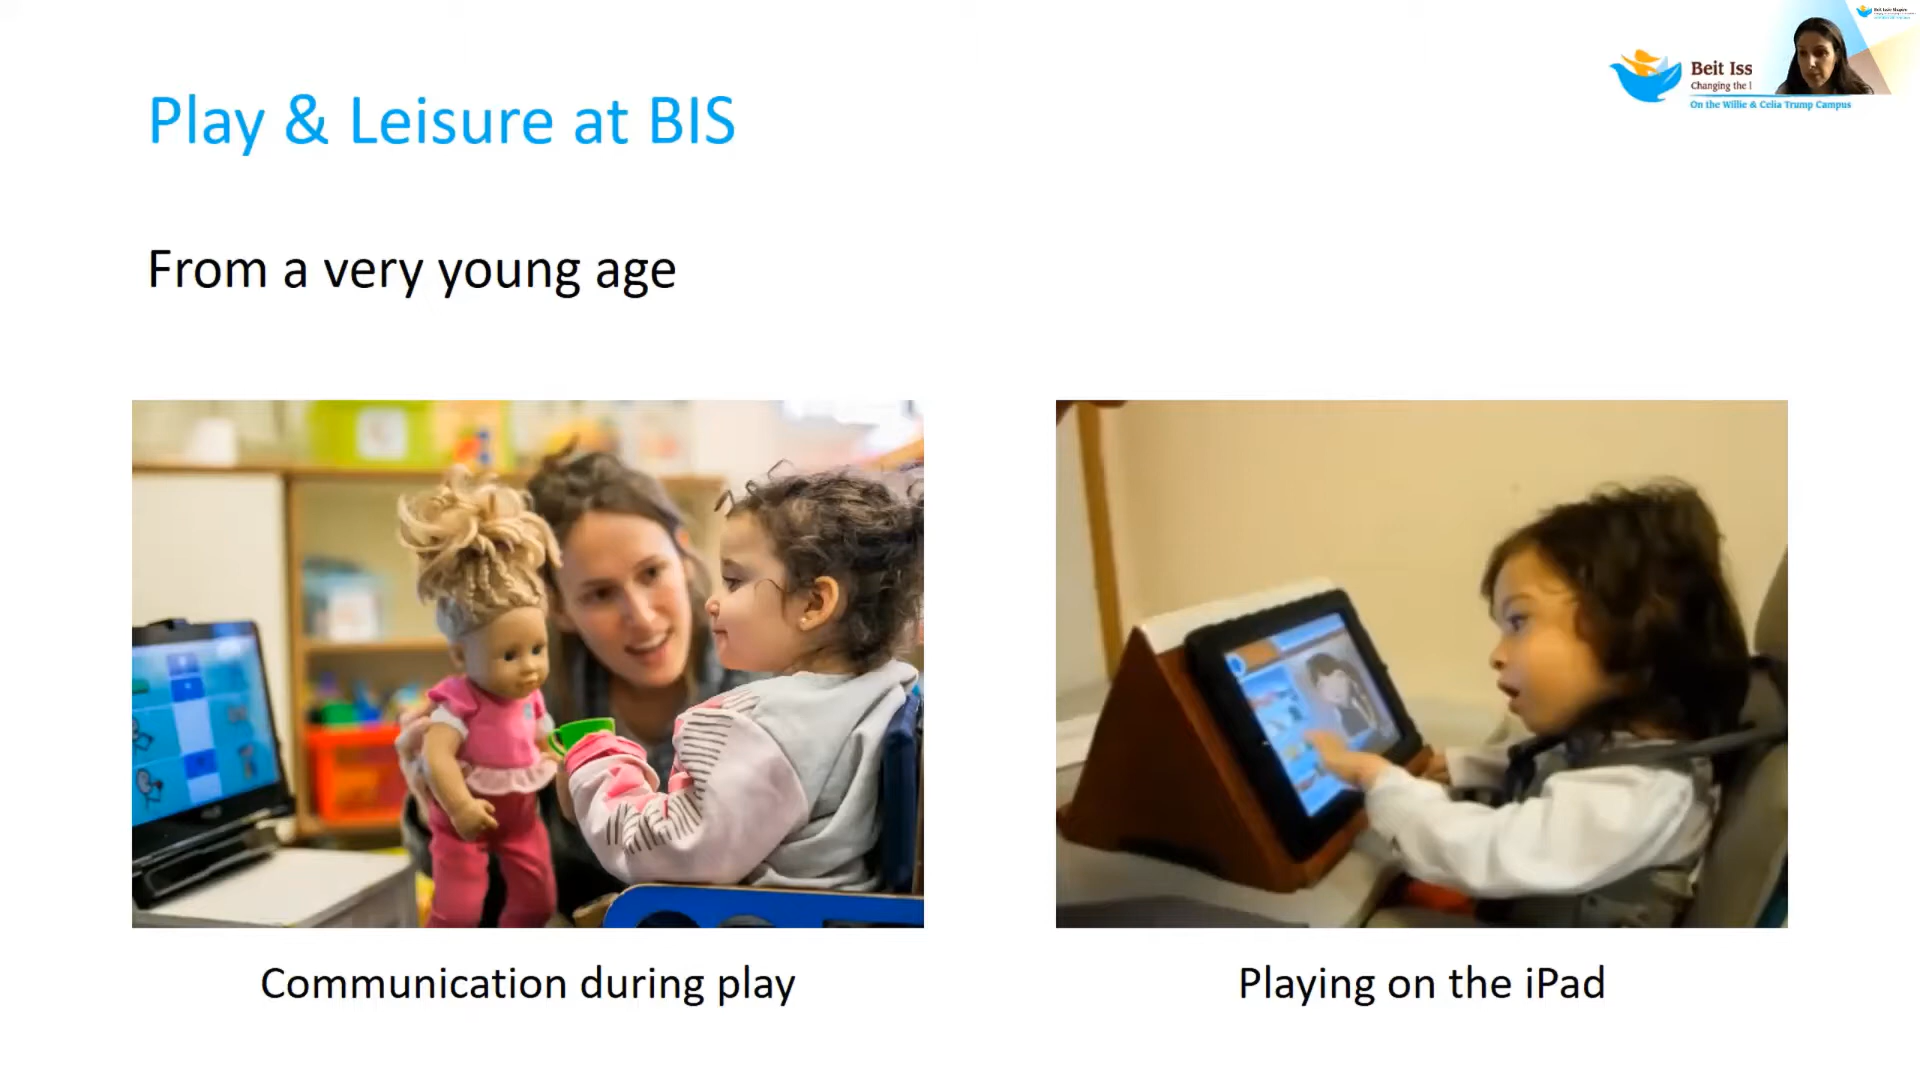 Play & Leisure at BIS
Beit Iss
Changing the
On the Willie & Celia Trump Campus
From a very young age
Communication during play
Playing on the iPad